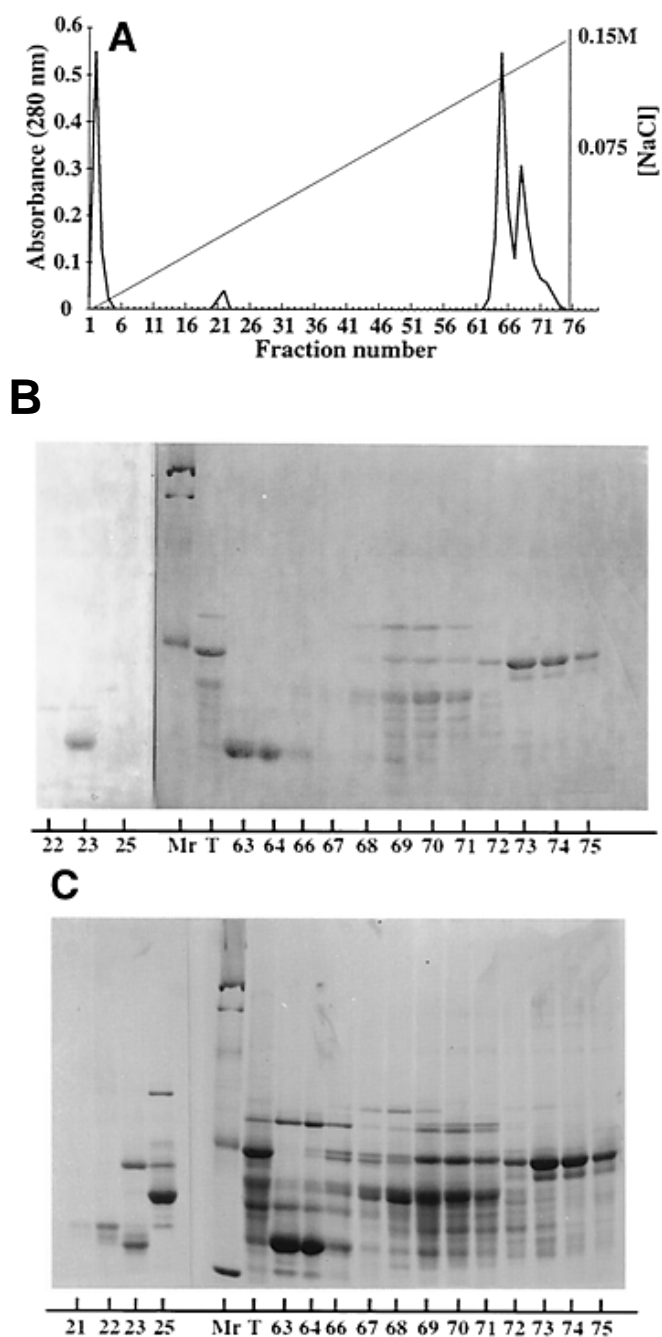 A
Absorbance (280 nm)
0.6
0.5
0.4
0.3
0.2
0.1
0
0.15M
0.075
[NaCl]
1 6 11 16 21 26 31 36 41 46 51 56 61 66 71 76
Fraction number
B
22 23 25 Mr T 63 64 66 67 68 69 70 71 72 73 74 75
C
21 22 23 25 Mr T 63 64 66 67 68 69 70 71 72 73 74 75